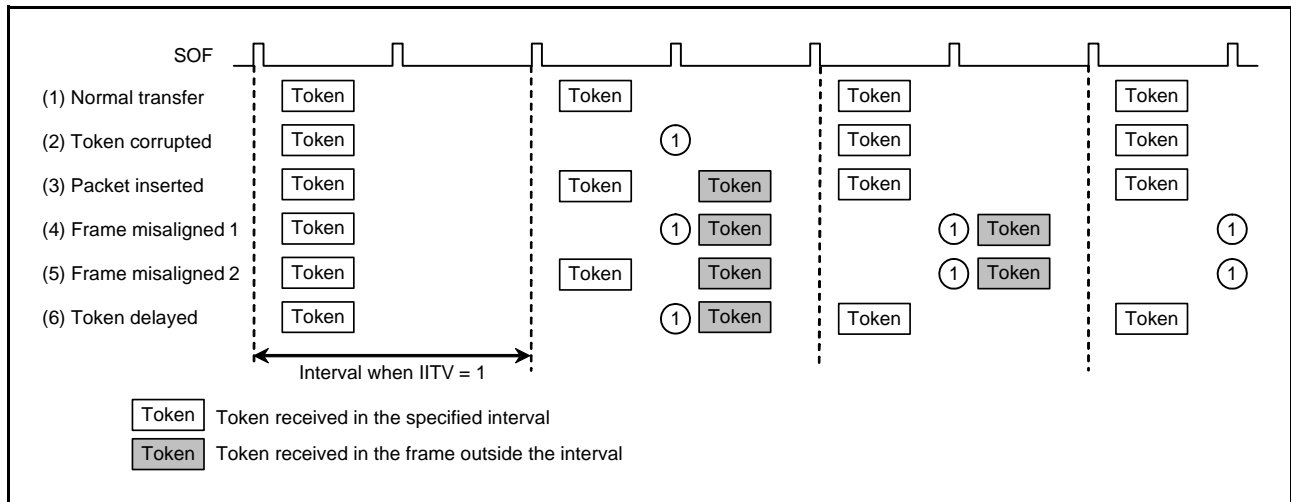 SOF
(1) Normal transfer Token Token Token Token
(2) Token corrupted Token 1 Token Token
(3) Packet inserted Token Token Token Token Token
(4) Frame misaligned 1 Token 1 Token 1 Token 1
(5) Frame misaligned 2 Token Token Token 1 Token 1
(6) Token delayed Token 1 Token Token Token
Interval when IITV = 1
Token Token received in the specified interval
Token Token received in the frame outside the interval